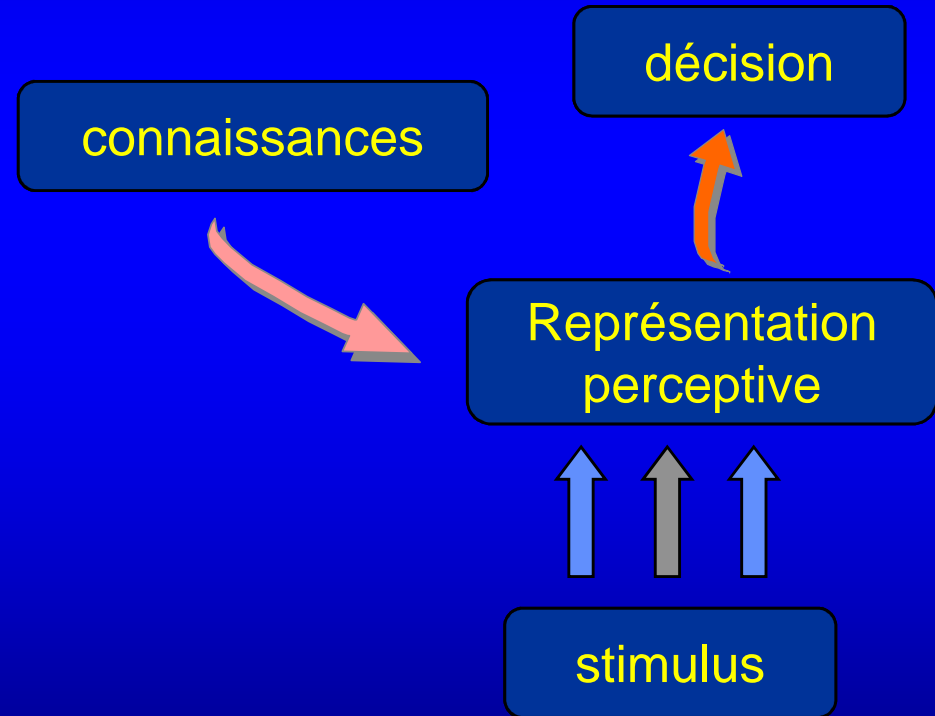 décision
connaissances
Représentation
perceptive
stimulus